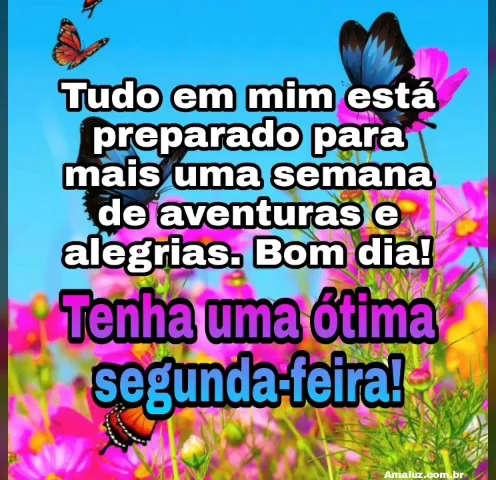 Tudo em mim está
preparado para
mais uma semana
de aventuras e
alegrias. Bom dia!
Tenha uma ótima
segunda-feira!
Amaluz.com.br